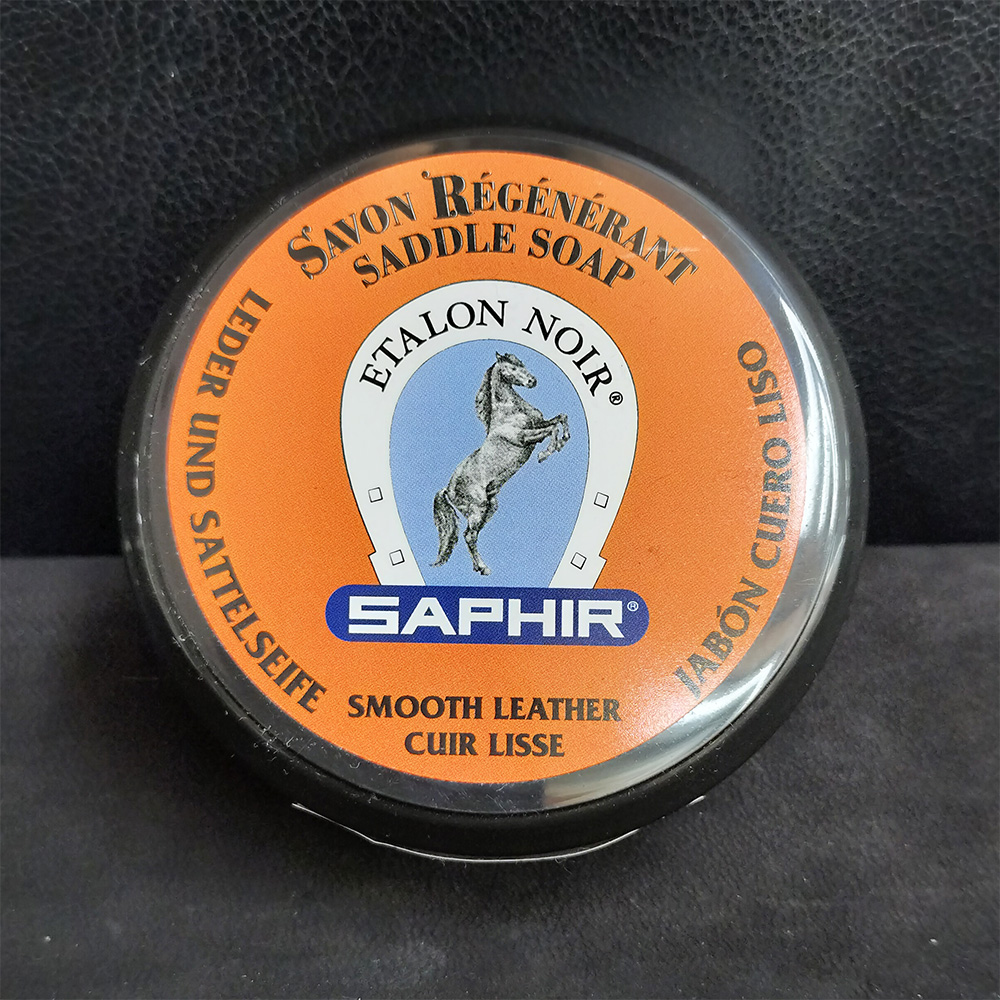 SAVON RÉGÉNÉRANT
SADDLE SOAP
ETALON NOIR®
SAPHIR®
LEDER UND SATTELSEIFE
JABÓN CUERO LISO
SMOOTH LEATHER
CUIR LISSE